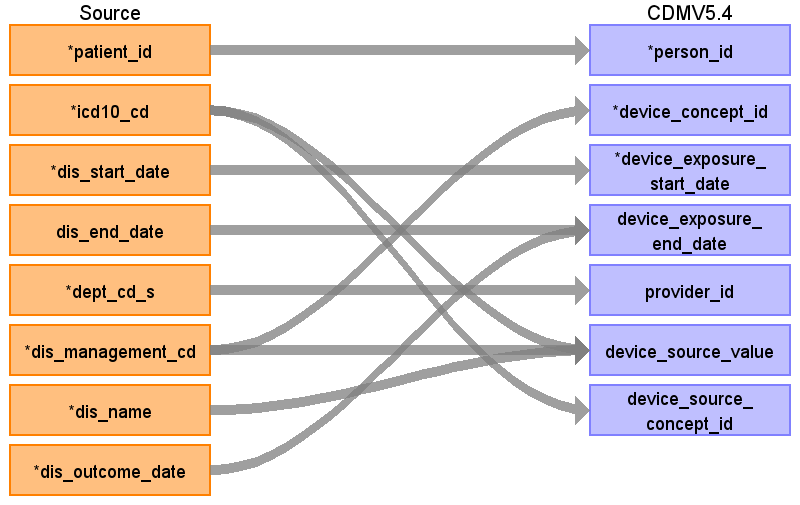 Source
CDMV5.4
*patient_id
*person_id
*icd10_cd
*device_concept_id
*dis_start_date
*device_exposure_
start_date
dis_end_date
device_exposure_
end_date
*dept_cd_s
provider_id
*dis_management_cd
device_source_value
*dis_name
device_source_
concept_id
*dis_outcome_date